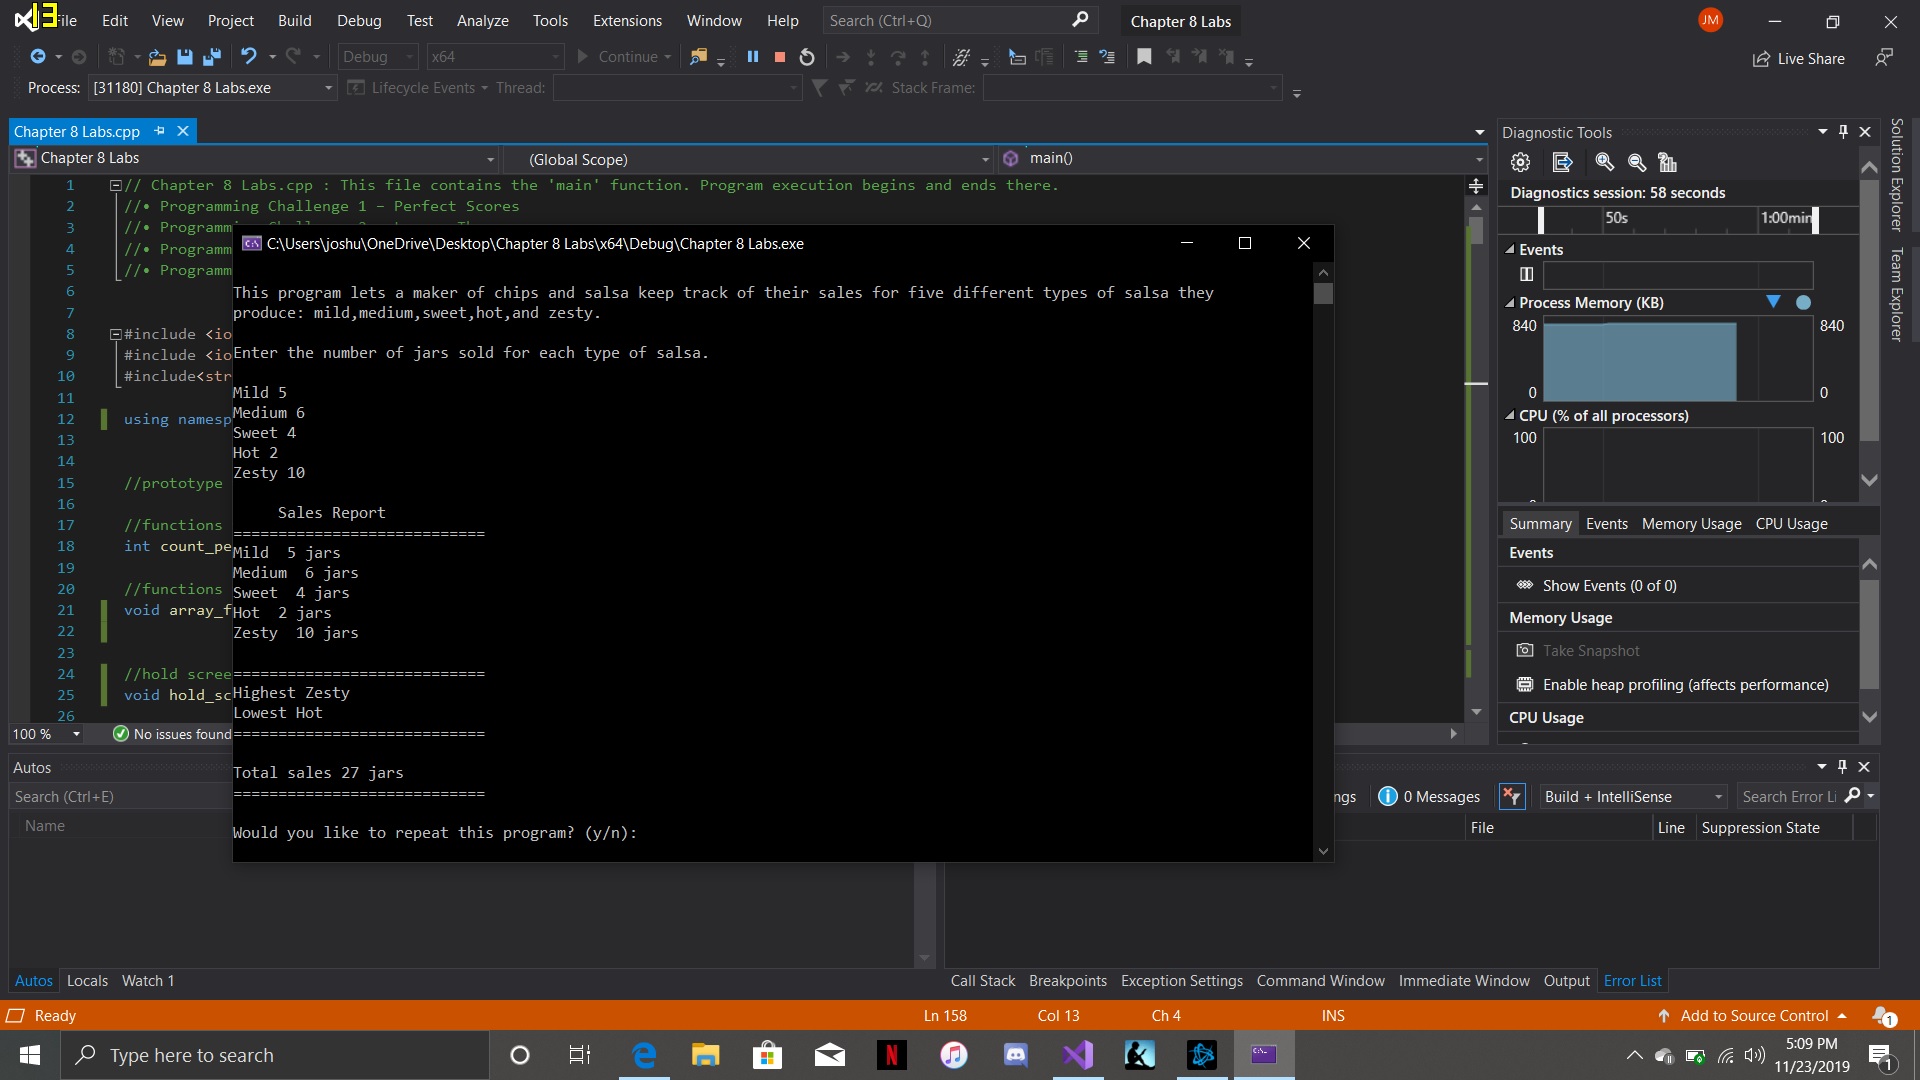 13
File Edit View Project Build Debug Test Analyze Tools Extensions Window Help Search (Ctrl+Q) Chapter 8 Labs JM
Debug x64 Continue Live Share
Process: [31180] Chapter 8 Labs.exe Lifecycle Events Thread: Stack Frame:
Chapter 8 Labs.cpp
Chapter 8 Labs (Global Scope) main()
1 // Chapter 8 Labs.cpp : This file contains the 'main' function. Program execution begins and ends there.
2 //• Programming Challenge 1 – Perfect Scores
3 //• Programm
4 //• Programm
5 //• Programm
6
7
8 #include <io
9 #include <io
10 #include<str
11
12 using namesp
13
14
15 //prototype
16
17 //functions
18 int count_pe
19
20 //functions
21 void array_f
22
23
24 //hold scree
25 void hold_sc
26
100 % No issues found
C:\Users\joshu\OneDrive\Desktop\Chapter 8 Labs\x64\Debug\Chapter 8 Labs.exe
This program lets a maker of chips and salsa keep track of their sales for five different types of salsa they
produce: mild,medium,sweet,hot,and zesty.
Enter the number of jars sold for each type of salsa.
Mild 5
Medium 6
Sweet 4
Hot 2
Zesty 10
Sales Report
============================
Mild  5 jars
Medium  6 jars
Sweet  4 jars
Hot  2 jars
Zesty  10 jars
============================
Highest Zesty
Lowest Hot
============================
Total sales 27 jars
============================
Would you like to repeat this program? (y/n):
Diagnostic Tools
Diagnostics session: 58 seconds
50s 1:00min
Events
Process Memory (KB)
840 840
0 0
CPU (% of all processors)
100 100
Summary Events Memory Usage CPU Usage
Events
Show Events (0 of 0)
Memory Usage
Take Snapshot
Enable heap profiling (affects performance)
CPU Usage
Solution Explorer
Team Explorer
Autos
Search (Ctrl+E)
Name
Autos Locals Watch 1
ngs 0 Messages Build + IntelliSense Search Error Li
File Line Suppression State
Call Stack Breakpoints Exception Settings Command Window Immediate Window Output Error List
Ready Ln 158 Col 13 Ch 4 INS Add to Source Control 1
Type here to search
5:09 PM
11/23/2019
1